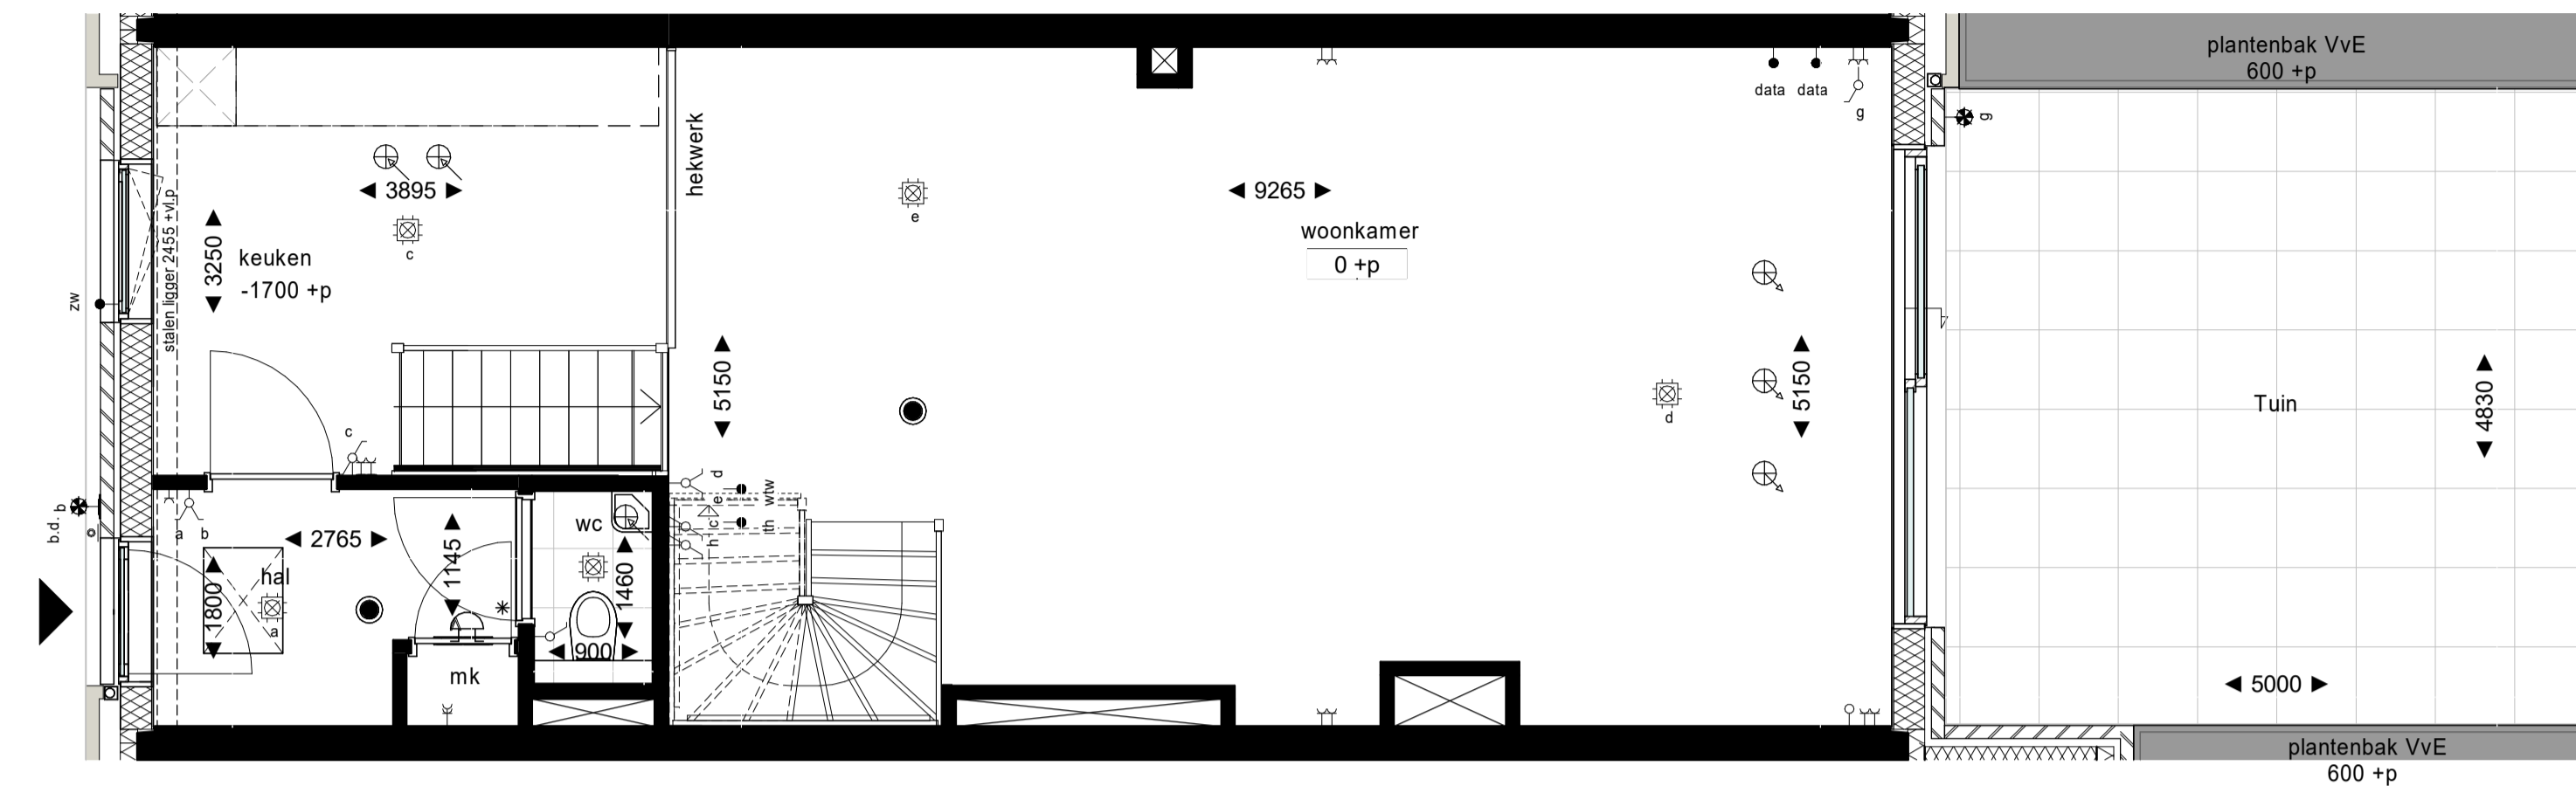 plantenbak VvE
600 +p
data
data
g
g
hekwerk
3895
9265
e
c
woonkamer
0 +p
stalen ligger 2455 +vl.p
3250
keuken
-1700 +p
zw
5150
5150
d
Tuin
4830
c
d
e
wtw
c
th
h
b
b.d.
a
b
2765
1145
wc
1460
hal
1800
a
900
mk
5000
plantenbak VvE
600 +p